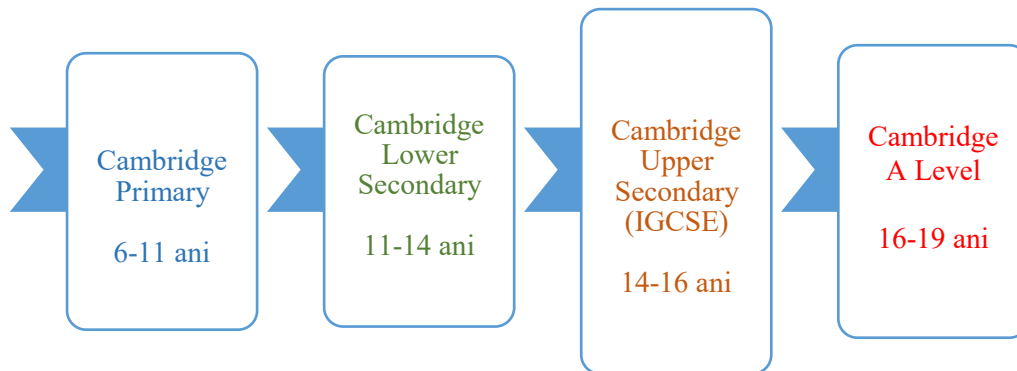 Cambridge
Primary
6-11 ani
Cambridge
Lower
Secondary
11-14 ani
Cambridge
Upper
Secondary
(IGCSE)
14-16 ani
Cambridge
A Level
16-19 ani